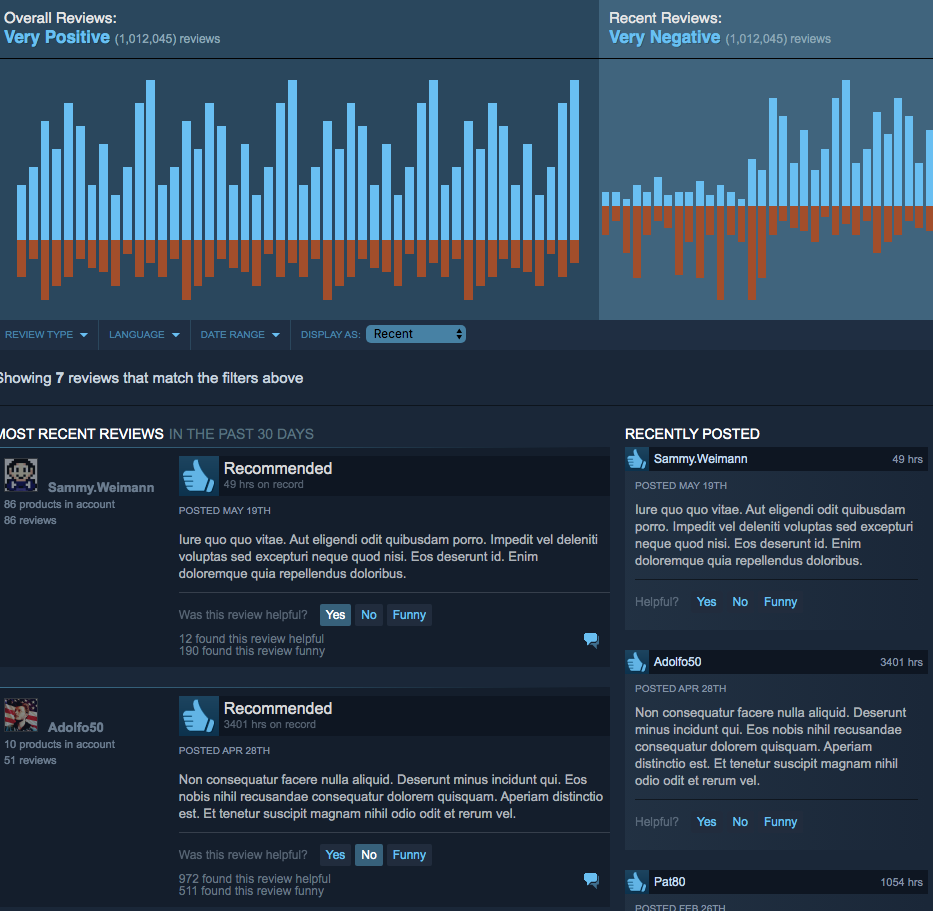 Overall Reviews:
Very Positive (1,012,045) reviews
Recent Reviews:
Very Negative (1,012,045) reviews
REVIEW TYPE
LANGUAGE
DATE RANGE
DISPLAY AS:
Recent
Showing 7 reviews that match the filters above
MOST RECENT REVIEWS IN THE PAST 30 DAYS
Sammy.Weimann
86 products in account
86 reviews
Recommended
49 hrs on record
POSTED MAY 19TH
Iure quo quo vitae. Aut eligendi odit quibusdam porro. Impedit vel deleniti
voluptas sed excepturi neque quod nisi. Eos deserunt id. Enim
doloremque quia repellendus doloribus.
Was this review helpful? Yes No Funny
12 found this review helpful
190 found this review funny
Adolfo50
10 products in account
51 reviews
Recommended
3401 hrs on record
POSTED APR 28TH
Non consequatur facere nulla aliquid. Deserunt minus incidunt qui. Eos
nobis nihil recusandae consequatur dolorem quisquam. Aperiam distinctio
est. Et tenetur suscipit magnam nihil odio odit et rerum vel.
Was this review helpful? Yes No Funny
972 found this review helpful
511 found this review funny
RECENTLY POSTED
Sammy.Weimann 49 hrs
POSTED MAY 19TH
Iure quo quo vitae. Aut eligendi odit quibusdam
porro. Impedit vel deleniti voluptas sed excepturi
neque quod nisi. Eos deserunt id. Enim
doloremque quia repellendus doloribus.
Helpful? Yes No Funny
Adolfo50 3401 hrs
POSTED APR 28TH
Non consequatur facere nulla aliquid. Deserunt
minus incidunt qui. Eos nobis nihil recusandae
consequatur dolorem quisquam. Aperiam
distinctio est. Et tenetur suscipit magnam nihil
odio odit et rerum vel.
Helpful? Yes No Funny
Pat80 1054 hrs
POSTED FEB 26TH